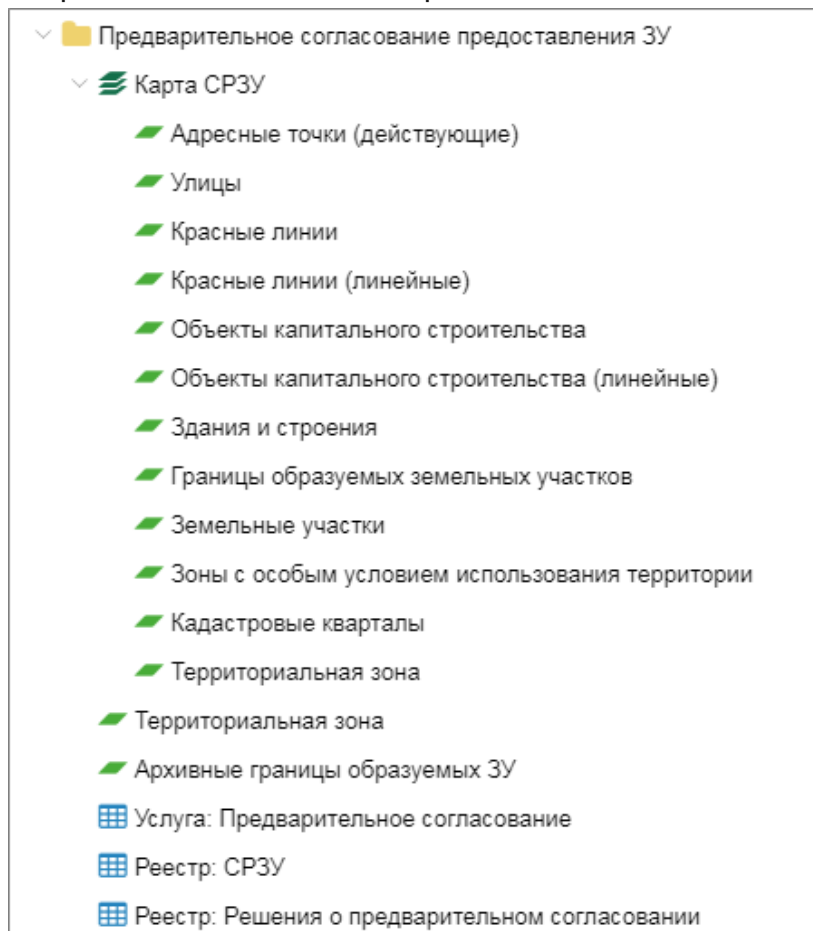 Предварительное согласование предоставления ЗУ
Карта СРЗУ
Адресные точки (действующие)
Улицы
Красные линии
Красные линии (линейные)
Объекты капитального строительства
Объекты капитального строительства (линейные)
Здания и строения
Границы образуемых земельных участков
Земельные участки
Зоны с особым условием использования территории
Кадастровые кварталы
Территориальная зона
Территориальная зона
Архивные границы образуемых ЗУ
Услуга: Предварительное согласование
Реестр: СРЗУ
Реестр: Решения о предварительном согласовании